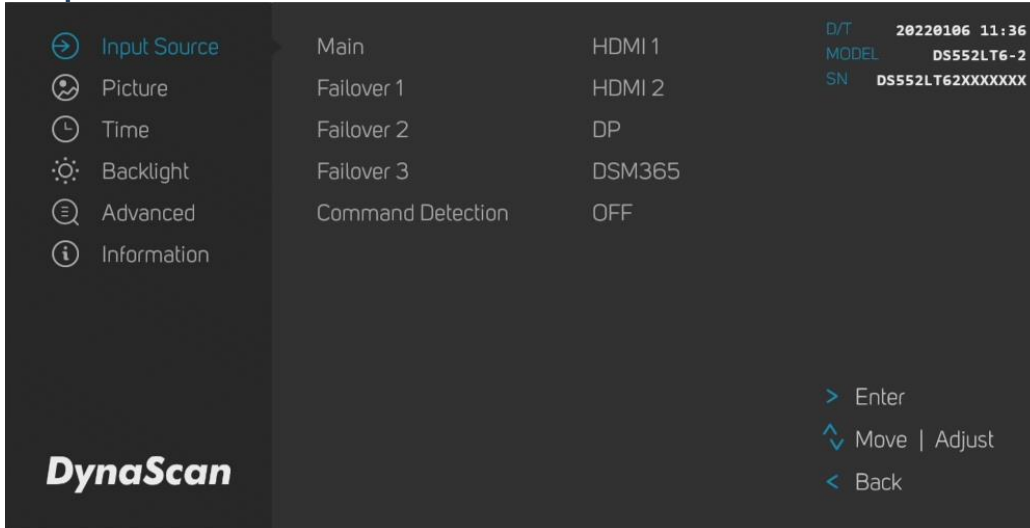 Input Source
Picture
Time
Backlight
Advanced
Information
DynaScan
Main HDMI 1
Failover 1 HDMI 2
Failover 2 DP
Failover 3 DSM365
Command Detection OFF
D/T 20220106 11:36
MODEL DS552LT6-2
SN DS552LT62XXXXXXX
> Enter
Move | Adjust
< Back